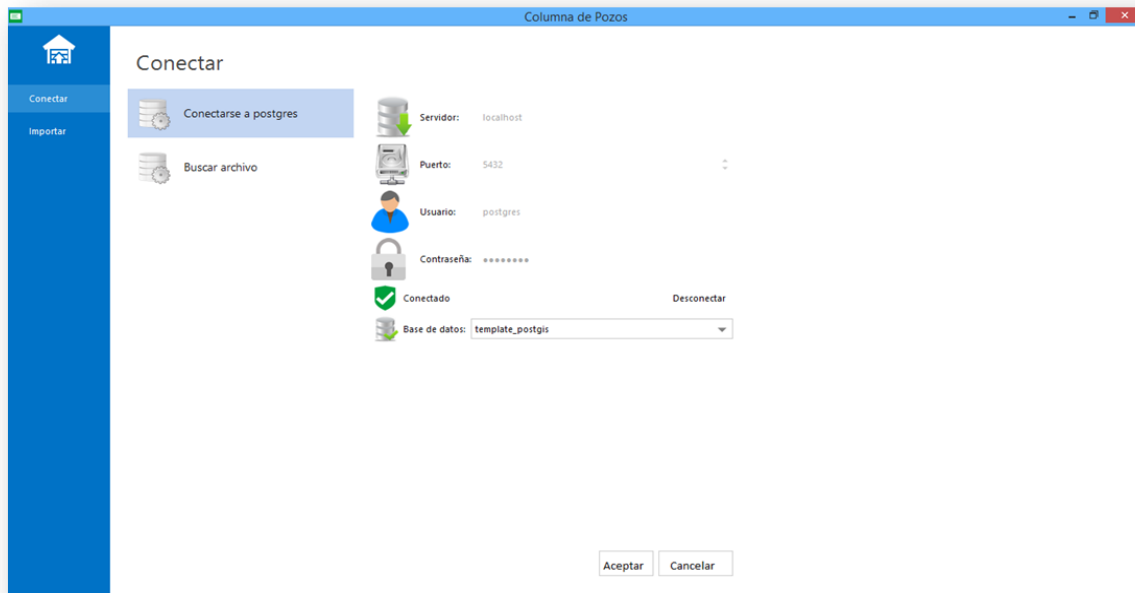 Columna de Pozos
Conectar
Importar
Conectar
Conectarse a postgres
Buscar archivo
Servidor: localhost
Puerto: 5432
Usuario: postgres
Contraseña: ●●●●●●●●
Conectado Desconectar
Base de datos: template_postgis
Aceptar Cancelar